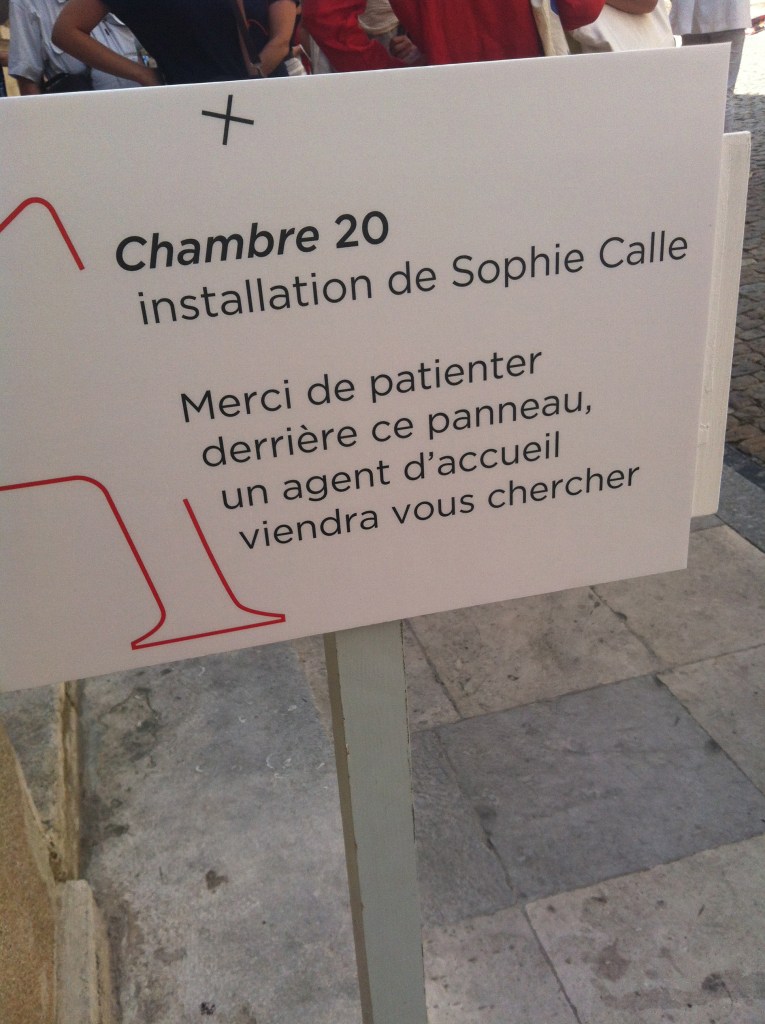 Chambre 20
installation de Sophie Calle
Merci de patienter
derrière ce panneau,
un agent d'accueil
viendra vous chercher